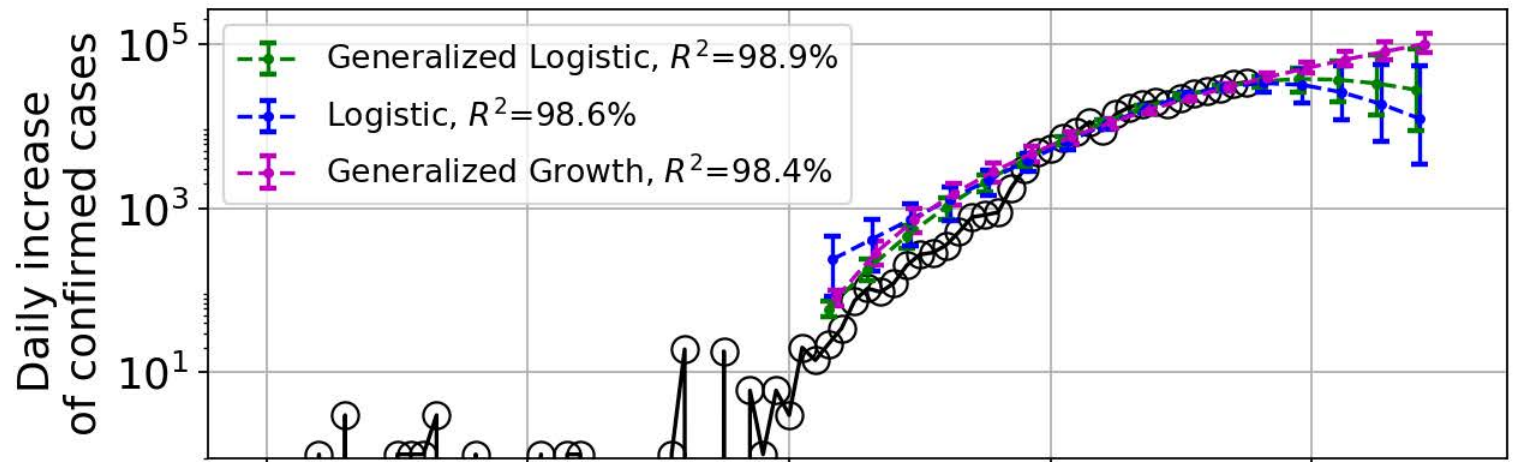 Daily increase
of confirmed cases
10⁵
10³
10¹
Generalized Logistic, R²=98.9%
Logistic, R²=98.6%
Generalized Growth, R²=98.4%